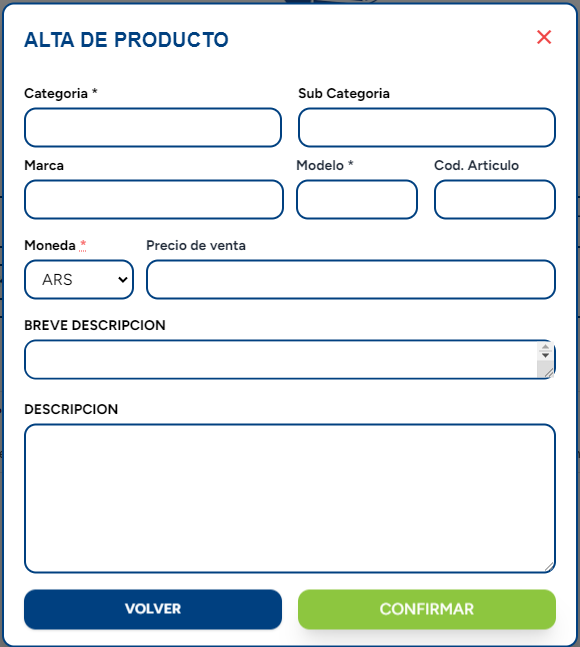 ALTA DE PRODUCTO
Categoria * Sub Categoria
Marca Modelo * Cod. Articulo
Moneda * Precio de venta
ARS
BREVE DESCRIPCION
DESCRIPCION
VOLVER CONFIRMAR